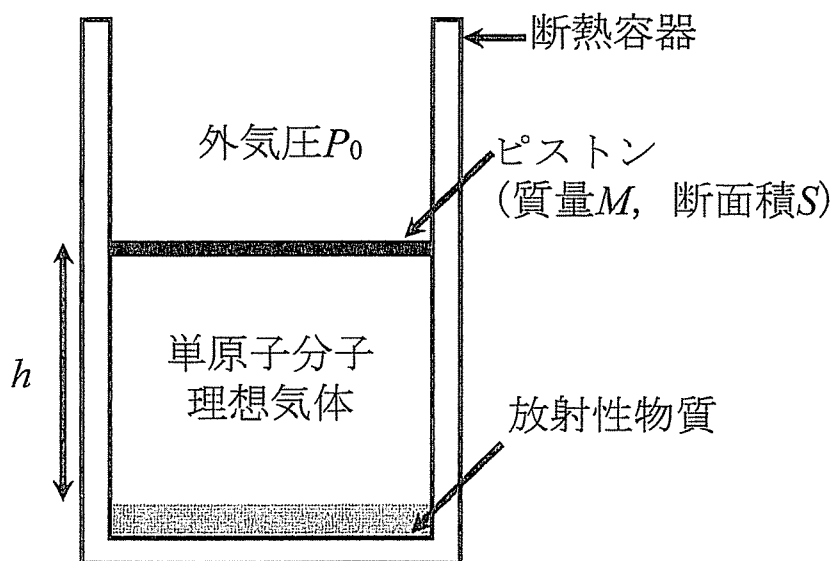 断熱容器
外気圧P₀
ピストン
(質量M, 断面積S)
単原子分子
理想気体
h
放射性物質